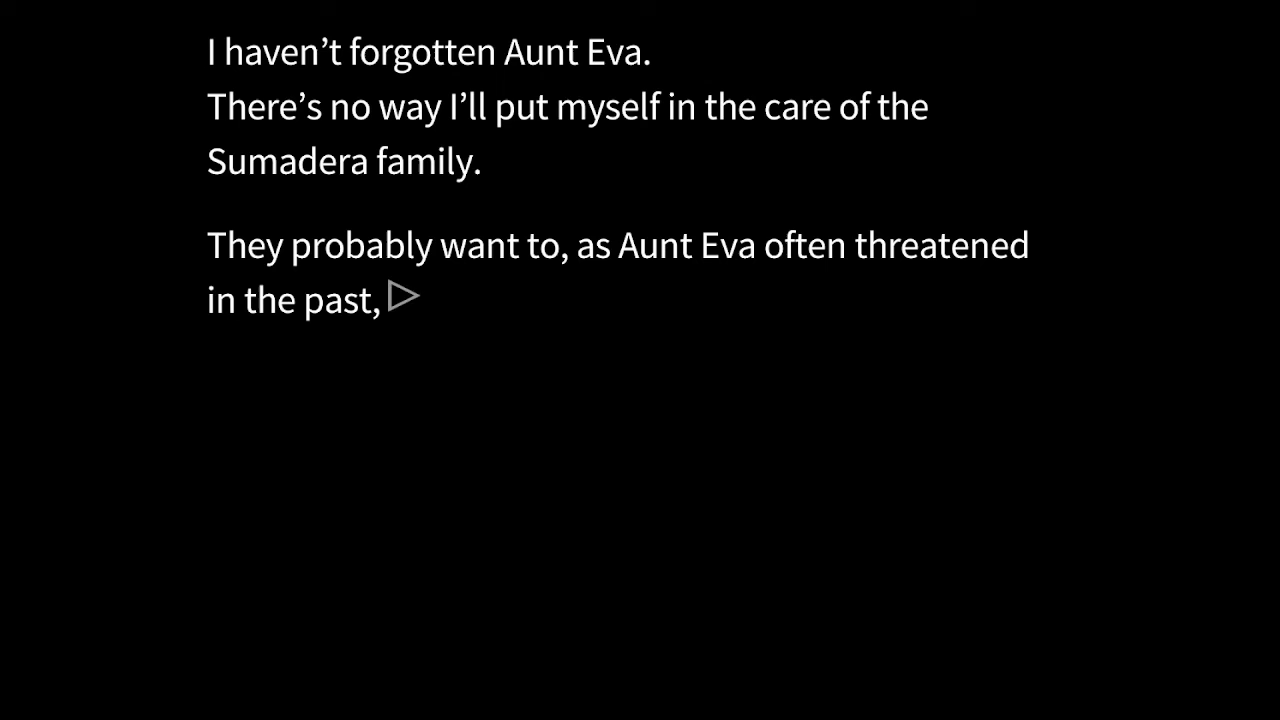 I haven’t forgotten Aunt Eva.
There’s no way I’ll put myself in the care of the
Sumadera family.
They probably want to, as Aunt Eva often threatened
in the past,